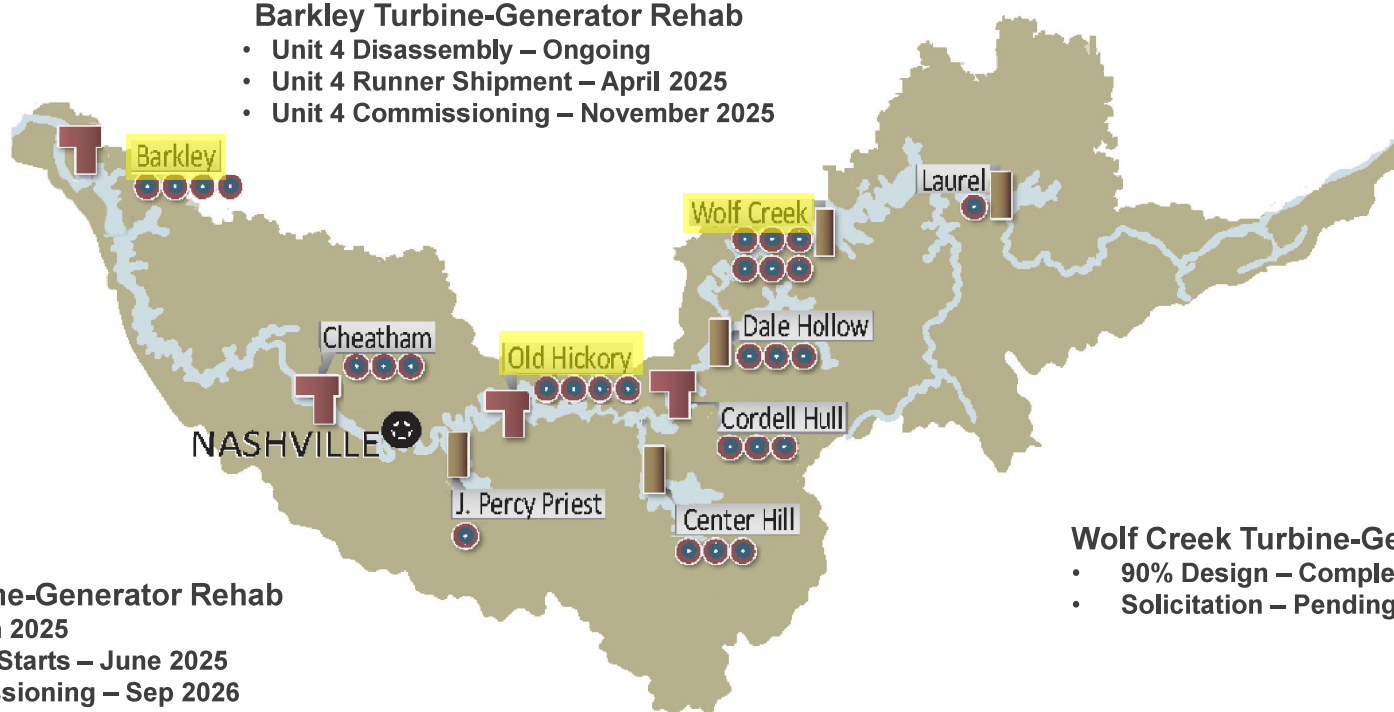 Barkley Turbine-Generator Rehab
• Unit 4 Disassembly – Ongoing
• Unit 4 Runner Shipment – April 2025
• Unit 4 Commissioning – November 2025
Barkley
Laurel
Wolf Creek
Cheatham
Dale Hollow
Old Hickory
Cordell Hull
NASHVILLE
J. Percy Priest
Center Hill
Wolf Creek Turbine-Ge
• 90% Design – Comple
• Solicitation – Pending
ne-Generator Rehab
2025
Starts – June 2025
ssioning – Sep 2026